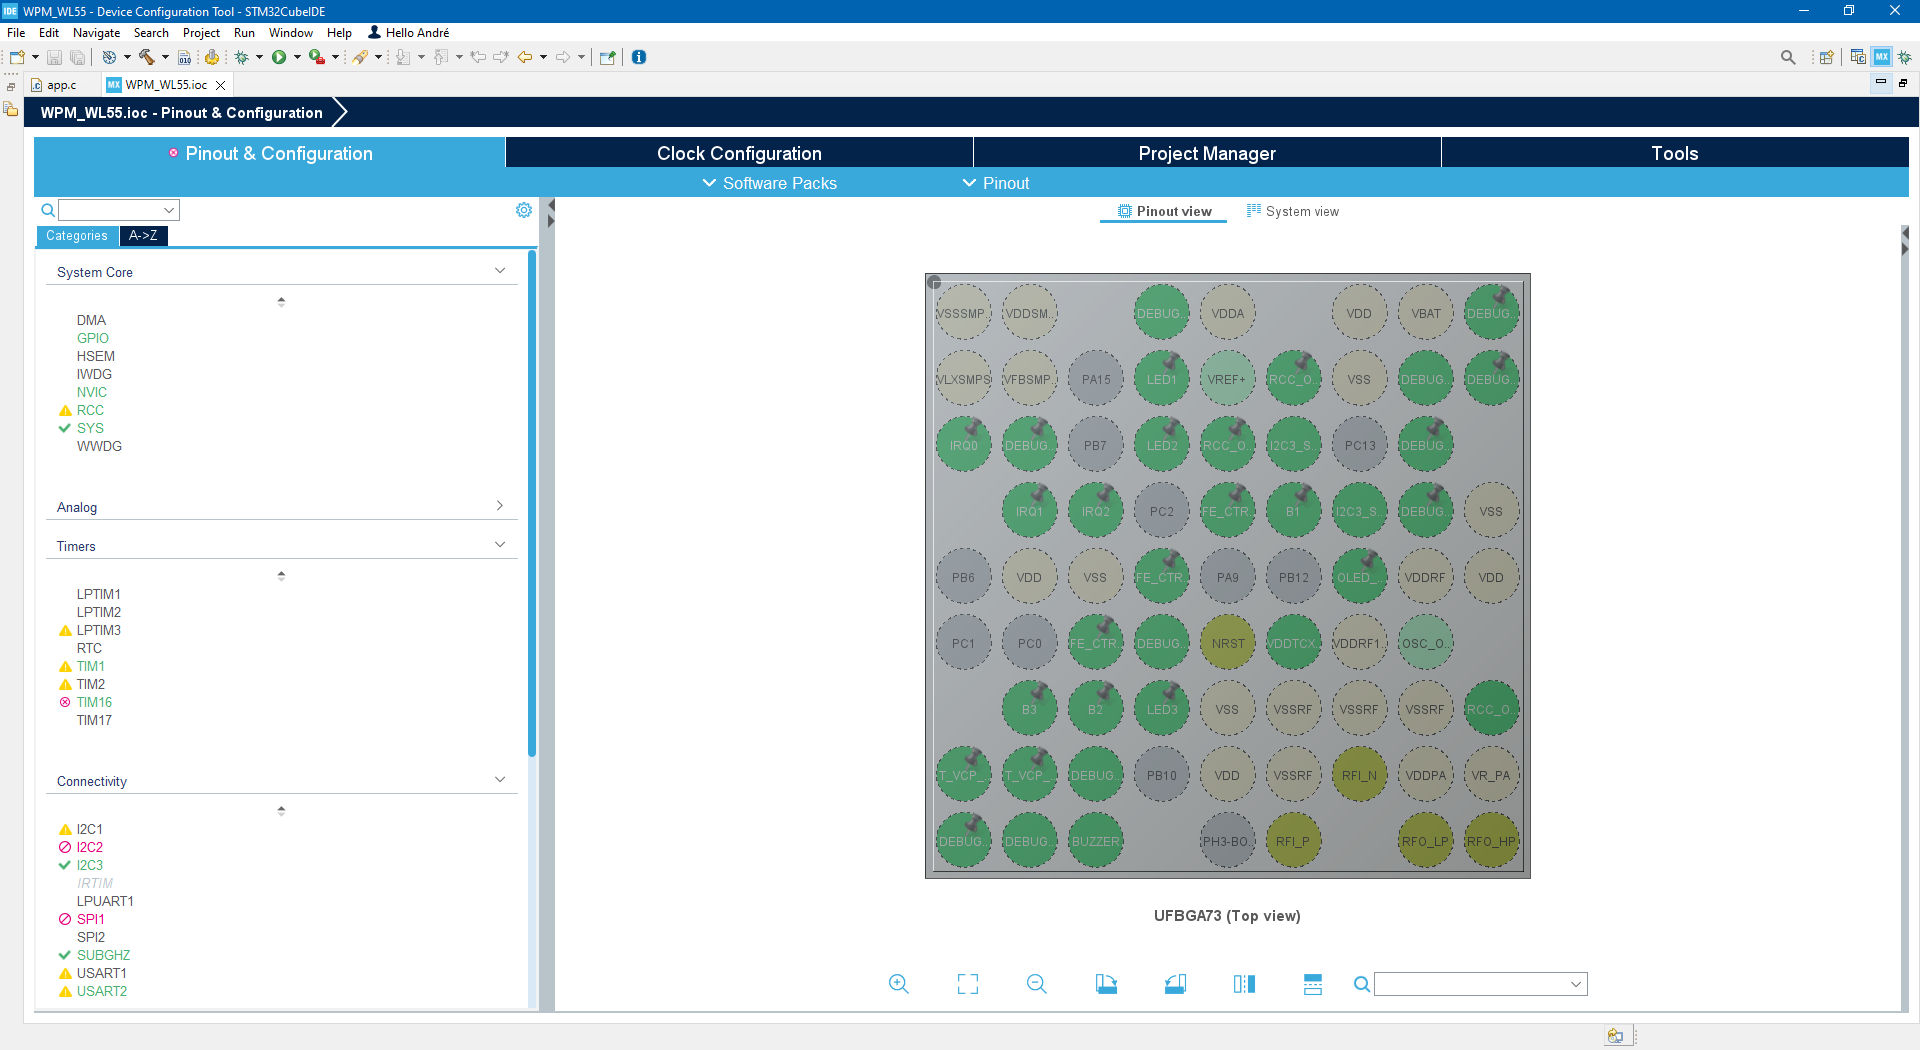 IDE WPM_WL55 - Device Configuration Tool - STM32CubeIDE
File Edit Navigate Search Project Run Window Help Hello André
app.c MX WPM_WL55.ioc
WPM_WL55.ioc - Pinout & Configuration
Pinout & Configuration Clock Configuration Project Manager Tools
Software Packs Pinout
Pinout view System view
Categories A->Z
System Core
DMA
GPIO
HSEM
IWDG
NVIC
RCC
SYS
WWDG
Analog
Timers
LPTIM1
LPTIM2
LPTIM3
RTC
TIM1
TIM2
TIM16
TIM17
Connectivity
I2C1
I2C2
I2C3
IRTIM
LPUART1
SPI1
SPI2
SUBGHZ
USART1
USART2
VSSSMP.. VDDSM.. DEBUG.. VDDA VDD VBAT DEBUG..
VLXSMPS VFBSMP.. PA15 LED1 VREF+ RCC_O.. VSS DEBUG.. DEBUG..
IRQ0 DEBUG.. PB7 LED2 RCC_O.. I2C3_S.. PC13 DEBUG..
IRQ1 IRQ2 PC2 FE_CTR.. B1 I2C3_S.. DEBUG.. VSS
PB6 VDD VSS FE_CTR.. PA9 PB12 OLED_.. VDDRF VDD
PC1 PC0 FE_CTR.. DEBUG.. NRST VDDTCX.. VDDRF1.. OSC_O..
B3 B2 LED3 VSS VSSRF VSSRF VSSRF RCC_O..
T_VCP_.. T_VCP_.. DEBUG.. PB10 VDD VSSRF RFI_N VDDPA VR_PA
DEBUG.. DEBUG.. BUZZER PH3-BO.. RFI_P RFO_LP RFO_HP
UFBGA73 (Top view)